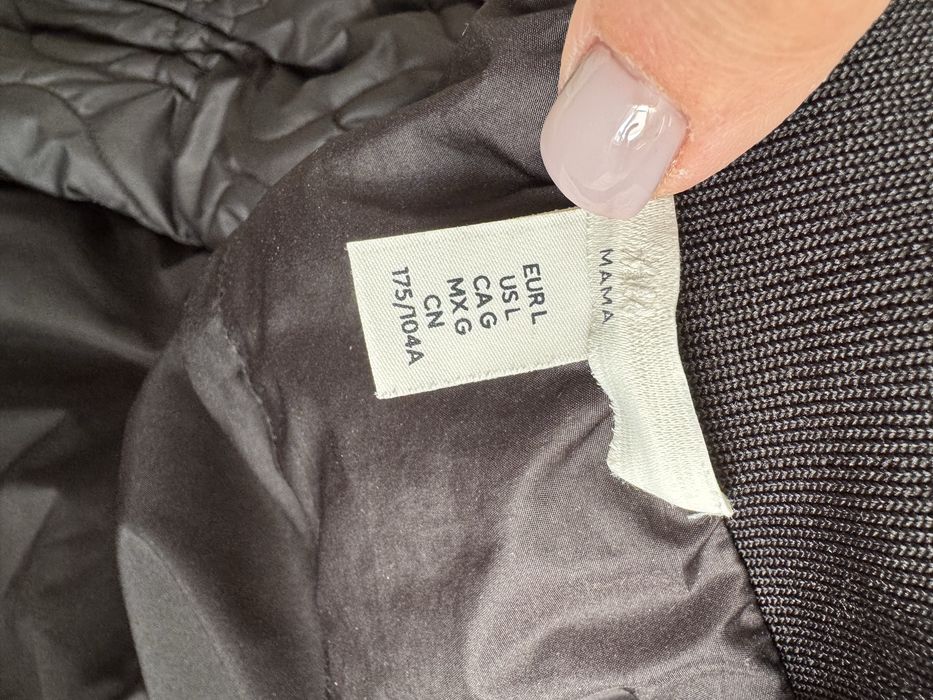 MAMA
EUR L
US L
CA G
MX G
CN
175/104A